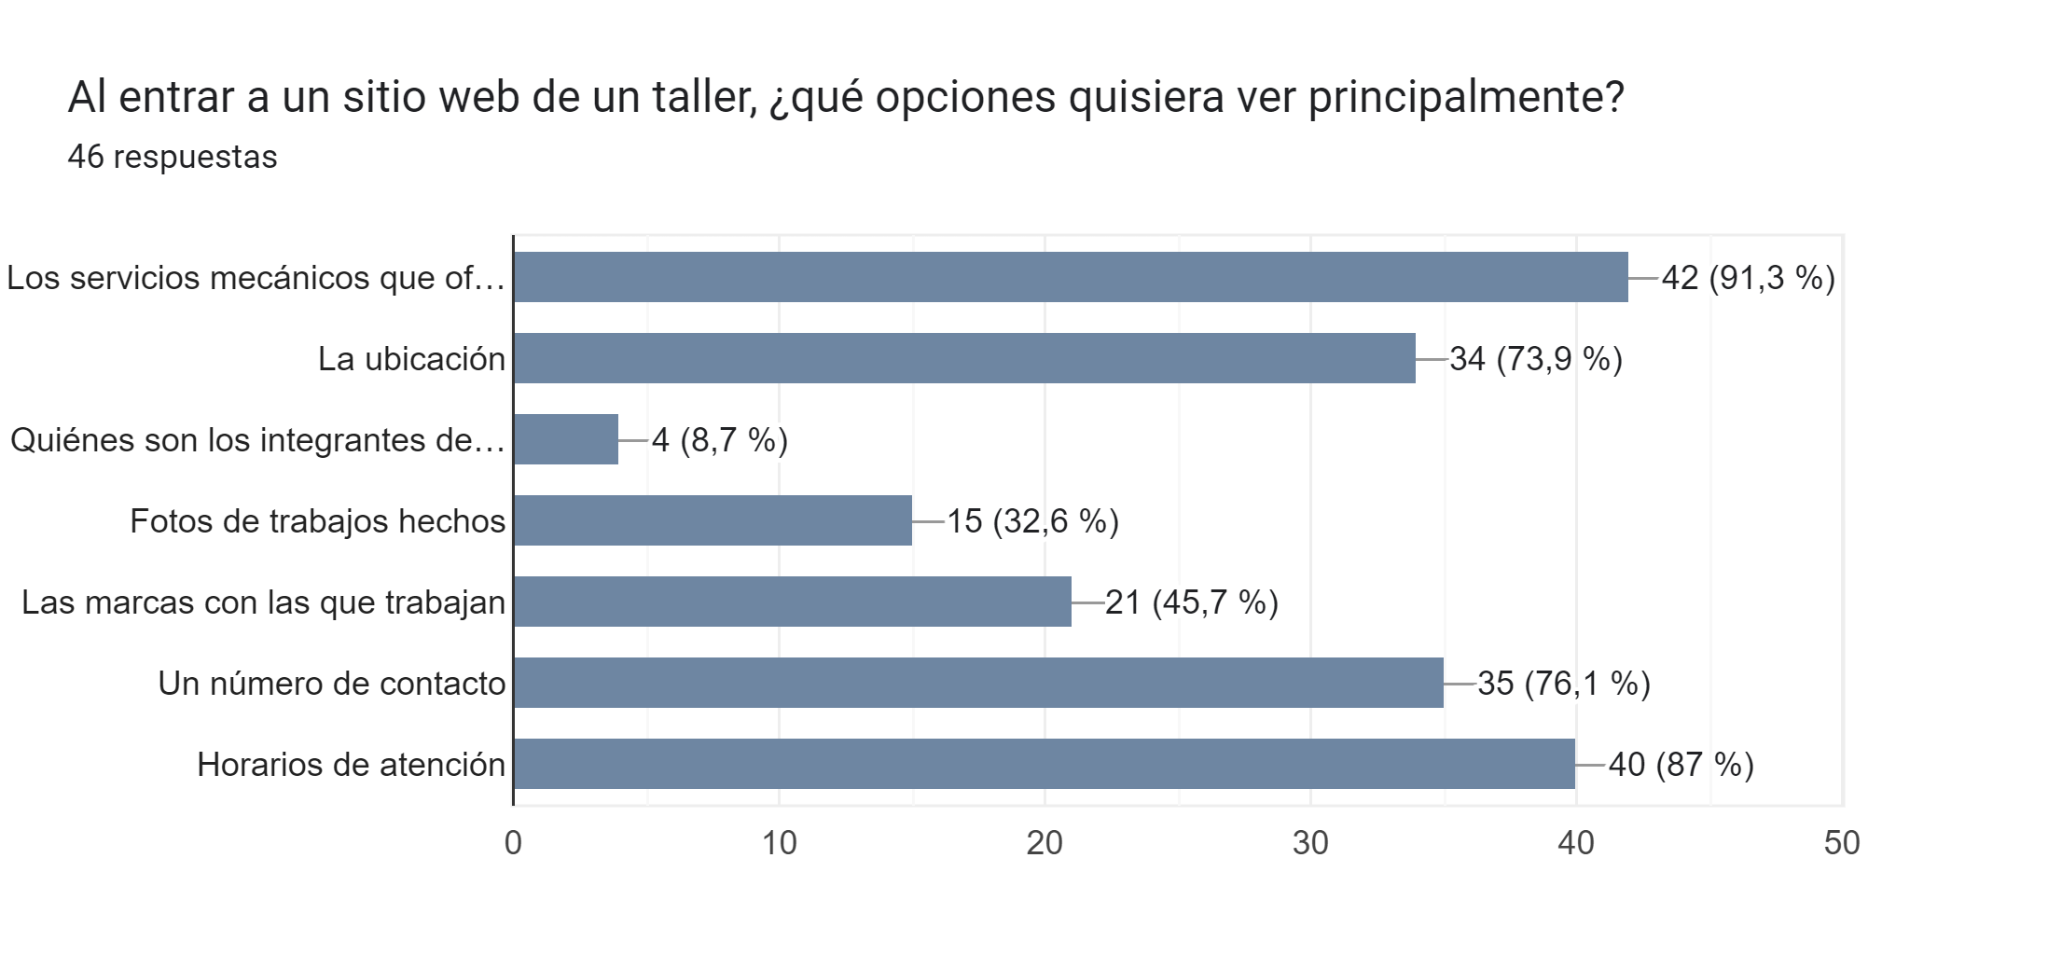 Al entrar a un sitio web de un taller, ¿qué opciones quisiera ver principalmente?
46 respuestas
Los servicios mecánicos que of… 42 (91,3 %)
La ubicación 34 (73,9 %)
Quiénes son los integrantes de… 4 (8,7 %)
Fotos de trabajos hechos 15 (32,6 %)
Las marcas con las que trabajan 21 (45,7 %)
Un número de contacto 35 (76,1 %)
Horarios de atención 40 (87 %)
0 10 20 30 40 50